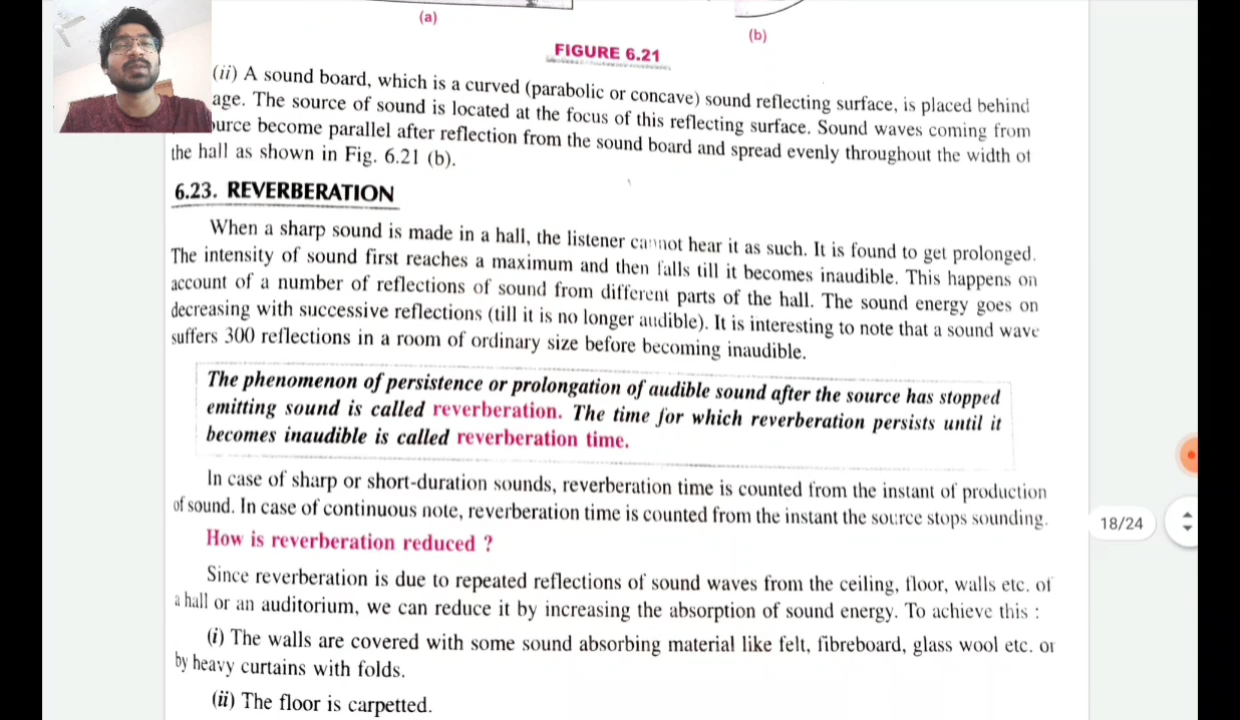 (a)
(b)
FIGURE 6.21
(ii) A sound board, which is a curved (parabolic or concave) sound reflecting surface, is placed behind
age. The source of sound is located at the focus of this reflecting surface. Sound waves coming from
urce become parallel after reflection from the sound board and spread evenly throughout the width of
the hall as shown in Fig. 6.21 (b).
6.23. REVERBERATION
When a sharp sound is made in a hall, the listener cannot hear it as such. It is found to get prolonged.
The intensity of sound first reaches a maximum and then falls till it becomes inaudible. This happens on
account of a number of reflections of sound from different parts of the hall. The sound energy goes on
decreasing with successive reflections (till it is no longer audible). It is interesting to note that a sound wave
suffers 300 reflections in a room of ordinary size before becoming inaudible.
The phenomenon of persistence or prolongation of audible sound after the source has stopped
emitting sound is called reverberation. The time for which reverberation persists until it
becomes inaudible is called reverberation time.
In case of sharp or short-duration sounds, reverberation time is counted from the instant of production
of sound. In case of continuous note, reverberation time is counted from the instant the source stops sounding.
18/24
How is reverberation reduced ?
Since reverberation is due to repeated reflections of sound waves from the ceiling, floor, walls etc. of
a hall or an auditorium, we can reduce it by increasing the absorption of sound energy. To achieve this :
(i) The walls are covered with some sound absorbing material like felt, fibreboard, glass wool etc. or
by heavy curtains with folds.
(ii) The floor is carpetted.